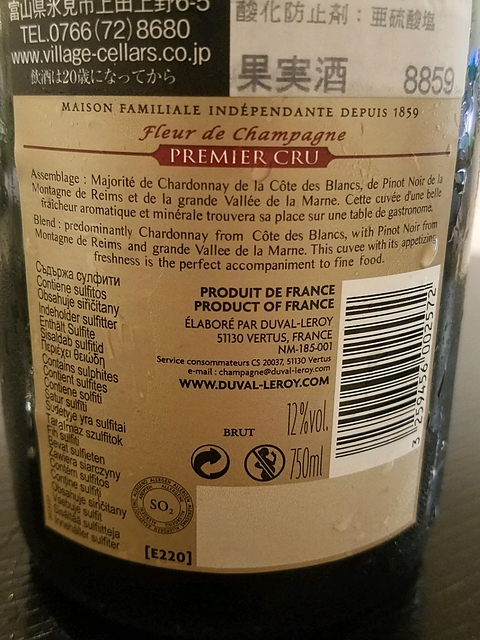 富山県氷見市上田上野6-5
TEL.0766(72)8680
www.village-cellars.co.jp
飲酒は20歳になってから
酸化防止剤：亜硫酸塩
果実酒 8859
MAISON FAMILIALE INDÉPENDANTE DEPUIS 1859
Fleur de Champagne
PREMIER CRU
Assemblage : Majorité de Chardonnay de la Côte des Blancs, de Pinot Noir de la
Montagne de Reims et de la grande Vallée de la Marne. Cette cuvée d'une belle
fraîcheur aromatique et minérale trouvera sa place sur une table de gastronomie.
Blend : predominantly Chardonnay from Côte des Blancs, with Pinot Noir from
Montagne de Reims and grande Vallee de la Marne. This cuvee with its appetizing
freshness is the perfect accompaniment to fine food.
Съдържа сулфити
Contiene sulfitos
Obsahuje siřičitany
Indeholder sulfitter
Enthält Sulfite
Sisaldab sulfitid
Περιέχει θειώδη
Contains sulphites
Contient sulfites
Contiene solfiti
Satur sulfīti
Sudėtyje yra sulfitai
Tartalmaz szulfitok
Fih sulfiti
Bevat sulfieten
Zawiera siarczyny
Contém sulfitos
Conţine sulfiţi
Obsahuje siričitany
Vsebuje sulfit
Sisältää sulfiitteja
Innehåller sulfiter
PRODUIT DE FRANCE
PRODUCT OF FRANCE
ÉLABORÉ PAR DUVAL-LEROY
51130 VERTUS, FRANCE
NM-185-001
Service consommateurs CS 20037, 51130 Vertus
e-mail : champagne@duval-leroy.com
WWW.DUVAL-LEROY.COM
12%vol.
BRUT
750ml
SO2
[E220]
3 259456 002572